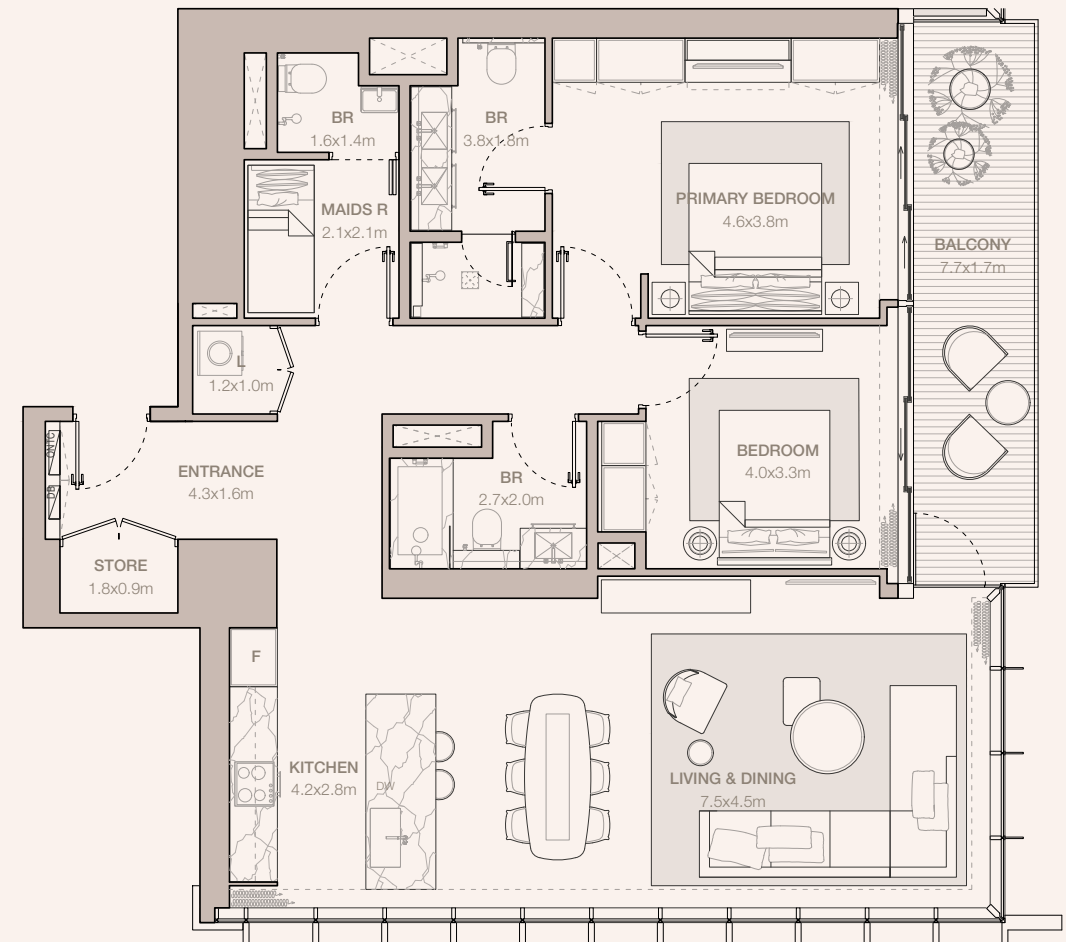 BR
1.6x1.4m
BR
3.8x1.8m
MAIDS R
2.1x2.1m
PRIMARY BEDROOM
4.6x3.8m
BALCONY
7.7x1.7m
L
1.2x1.0m
ENTRANCE
4.3x1.6m
BR
2.7x2.0m
BEDROOM
4.0x3.3m
DB
STORE
1.8x0.9m
F
KITCHEN
4.2x2.8m
DW
LIVING & DINING
7.5x4.5m